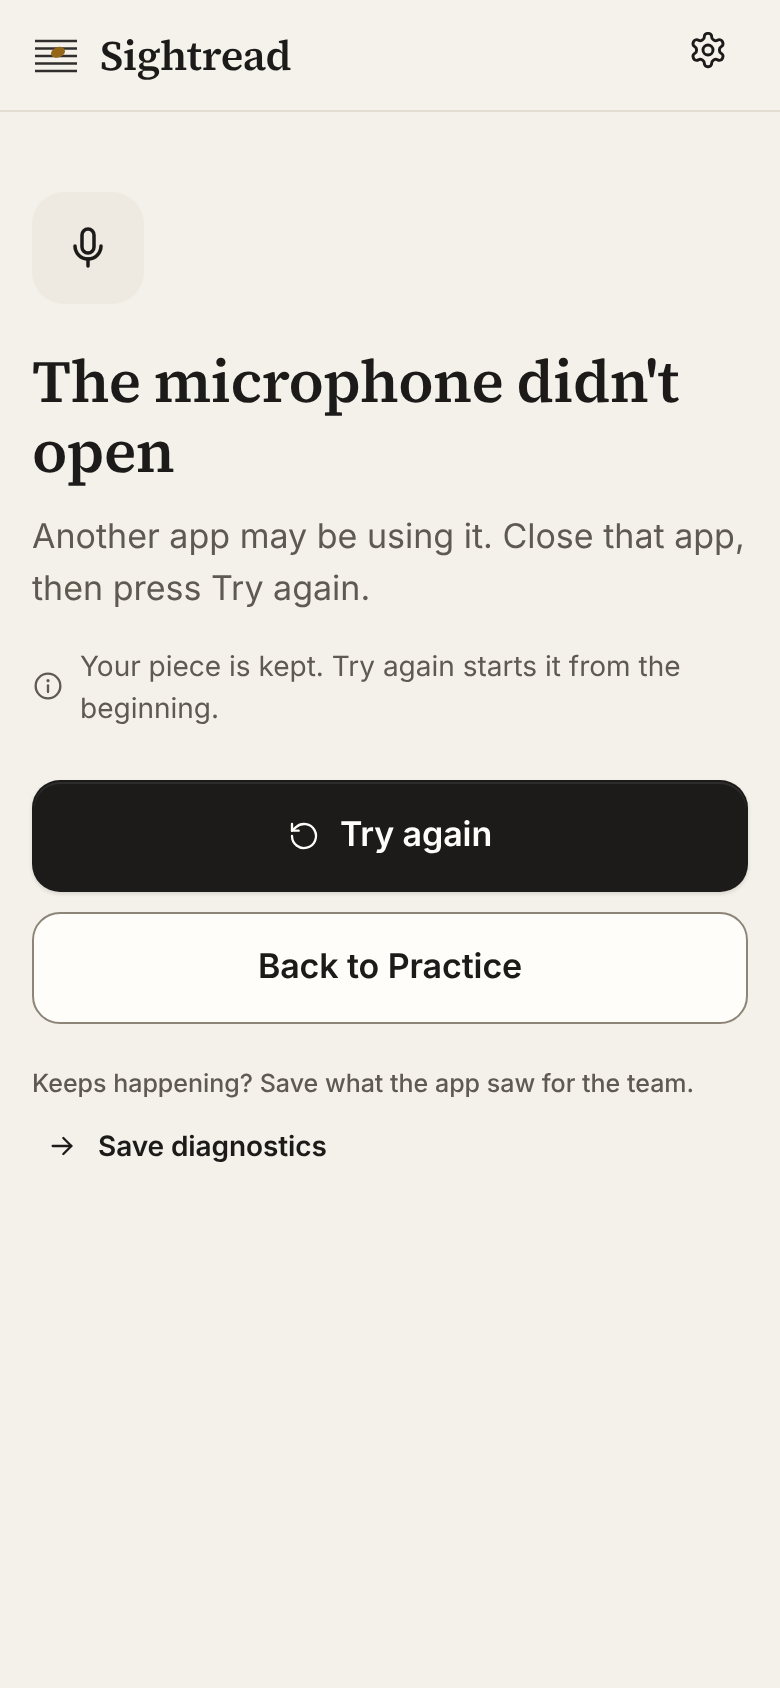 Sightread
The microphone didn't
open
Another app may be using it. Close that app,
then press Try again.
Your piece is kept. Try again starts it from the
beginning.
Try again
Back to Practice
Keeps happening? Save what the app saw for the team.
Save diagnostics